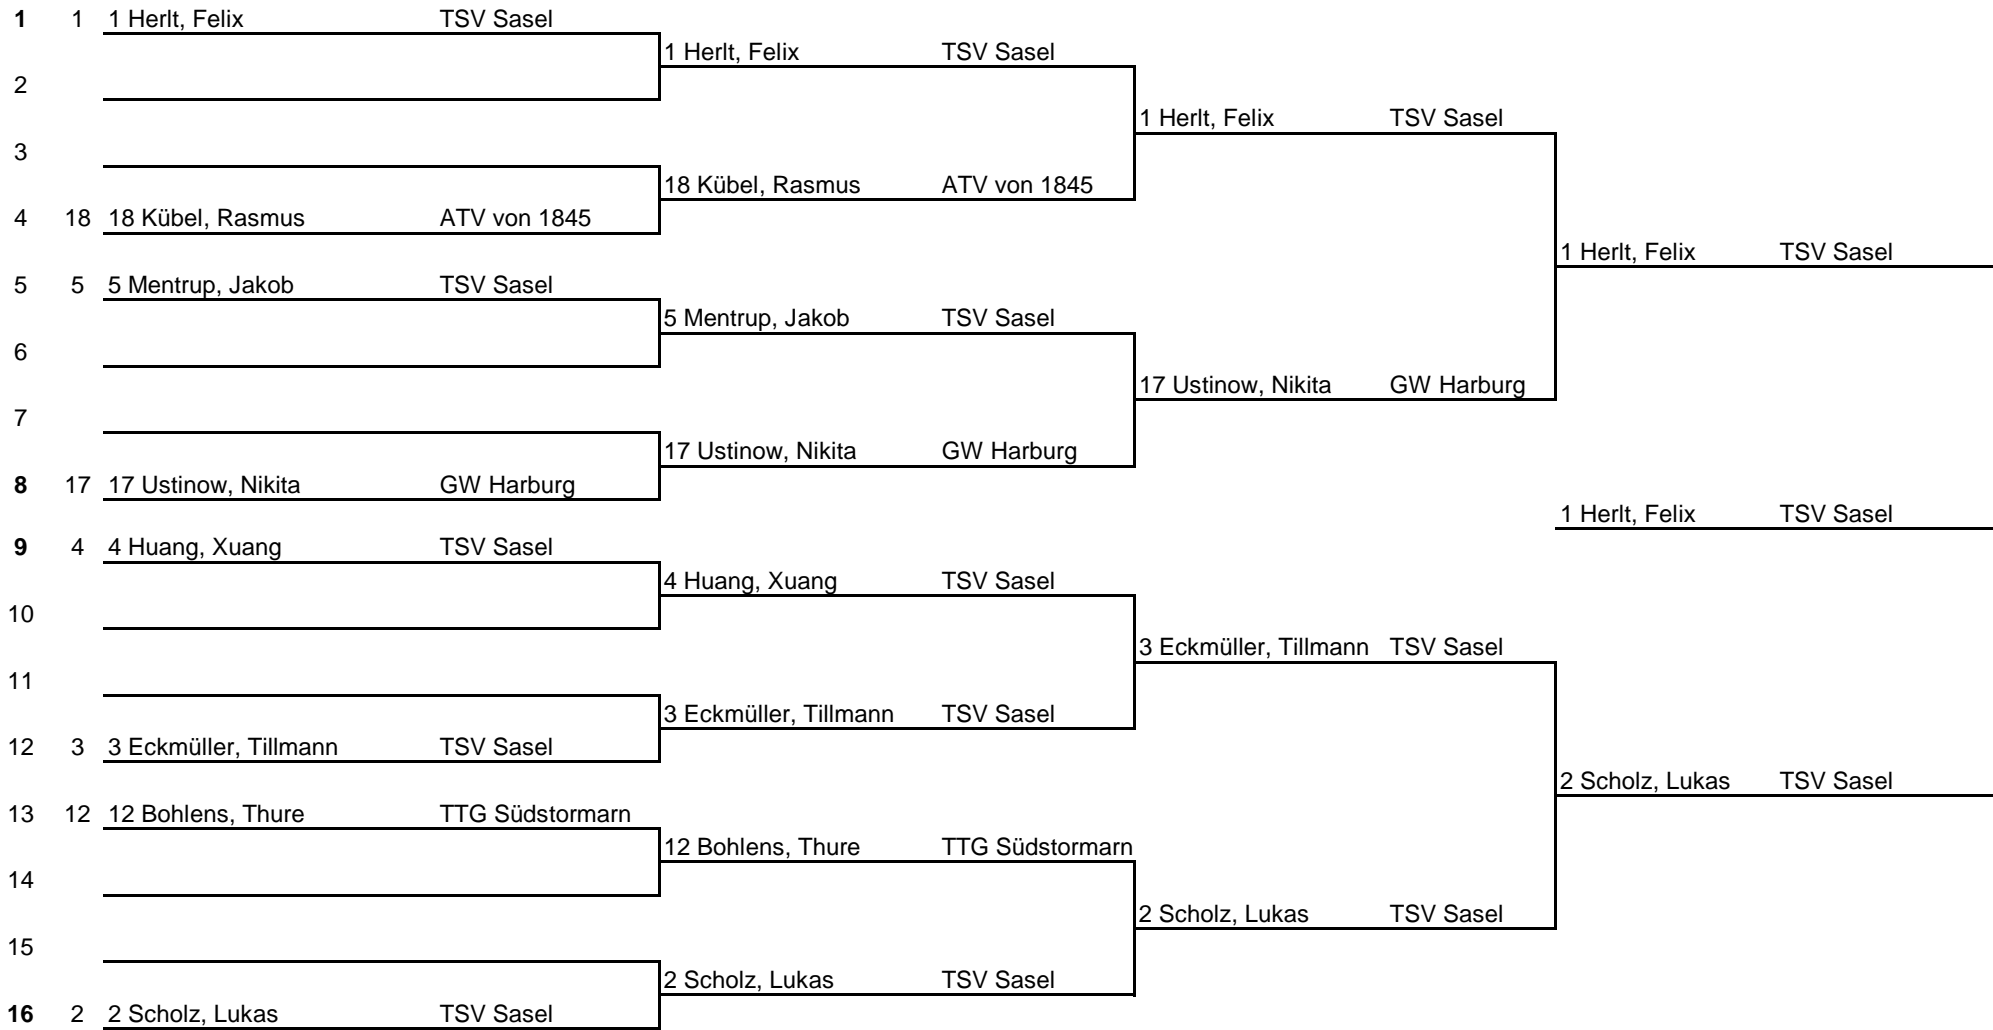 1 1 1 Herlt, Felix TSV Sasel
1 Herlt, Felix TSV Sasel
2
1 Herlt, Felix TSV Sasel
3
18 Kübel, Rasmus ATV von 1845
4 18 18 Kübel, Rasmus ATV von 1845
1 Herlt, Felix TSV Sasel
5 5 5 Mentrup, Jakob TSV Sasel
5 Mentrup, Jakob TSV Sasel
6
17 Ustinow, Nikita GW Harburg
7
17 Ustinow, Nikita GW Harburg
8 17 17 Ustinow, Nikita GW Harburg
1 Herlt, Felix TSV Sasel
9 4 4 Huang, Xuang TSV Sasel
4 Huang, Xuang TSV Sasel
10
3 Eckmüller, Tillmann TSV Sasel
11
3 Eckmüller, Tillmann TSV Sasel
12 3 3 Eckmüller, Tillmann TSV Sasel
2 Scholz, Lukas TSV Sasel
13 12 12 Bohlens, Thure TTG Südstormarn
12 Bohlens, Thure TTG Südstormarn
14
2 Scholz, Lukas TSV Sasel
15
2 Scholz, Lukas TSV Sasel
16 2 2 Scholz, Lukas TSV Sasel